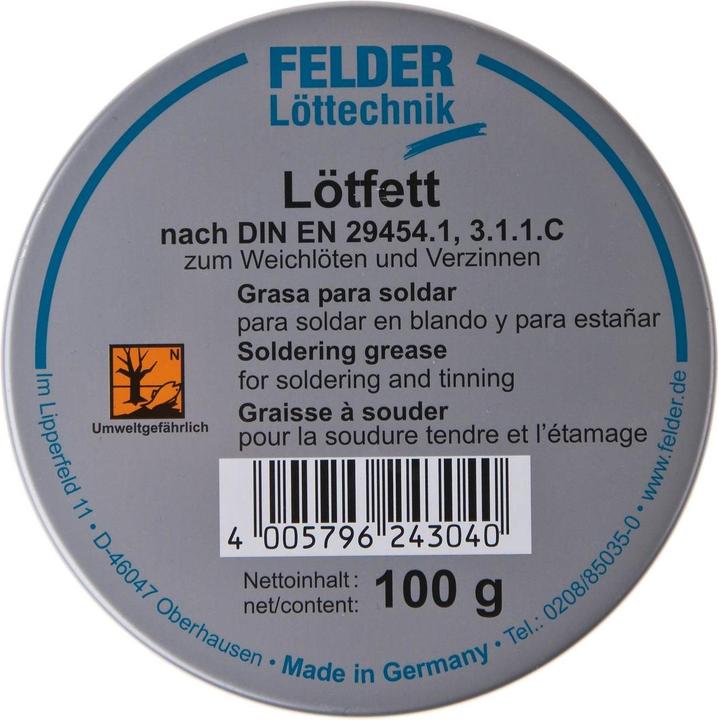 FELDER
Löttechnik
Lötfett
nach DIN EN 29454.1, 3.1.1.C
zum Weichlöten und Verzinnen
Grasa para soldar
para soldar en blando y para estañar
Soldering grease
for soldering and tinning
Graisse à souder
pour la soudure tendre et l'étamage
N
Umweltgefährlich
4 005796 243040
Nettoinhalt:
net/content:
100 g
Im Lipperfeld 11 • D-46047 Oberhausen • Made in Germany • Tel.: 0208/85035-0 • www.felder.de